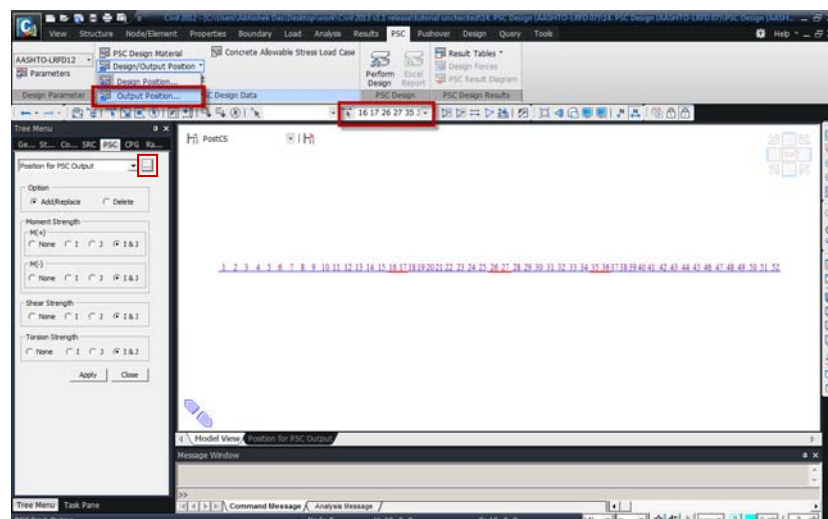 Civil 2012 - [C:\Users\Abhishek Das\Desktop\work\Civil 2013 v1.1 release\tutorial unchecked\14. PSC Design (AASHTO-LRFD 07)\14. PSC Design (AASHTO-LRFD 07)\PSC Design (AASH...
View Structure Node/Element Properties Boundary Load Analysis Results PSC Pushover Design Query Tools Help
AASHTO-LRFD12
Parameters
Design Parameter
PSC Design Material
Design/Output Position
Design Position...
Output Position...
Concrete Allowable Stress Load Case
PSC Design Data
Perform Design
Excel Report
PSC Design
Result Tables
Design Forces
PSC Result Diagram
PSC Design Results
16 17 26 27 35 3
Tree Menu
Ge... St... Co... SRC PSC CPG Ra...
Position for PSC Output
Option
Add/Replace Delete
Moment Strength
M(+)
None I J I & J
M(-)
None I J I & J
Shear Strength
None I J I & J
Torsion Strength
None I J I & J
Apply Close
PostCS
1 2 3 4 5 6 7 8 9 10 11 12 13 14 15 16 17 18 19 20 21 22 23 24 25 26 27 28 29 30 31 32 33 34 35 36 37 38 39 40 41 42 43 44 45 46 47 48 49 50 51 52
Model View Position for PSC Output
Message Window
>>
Command Message Analysis Message
Tree Menu Task Pane